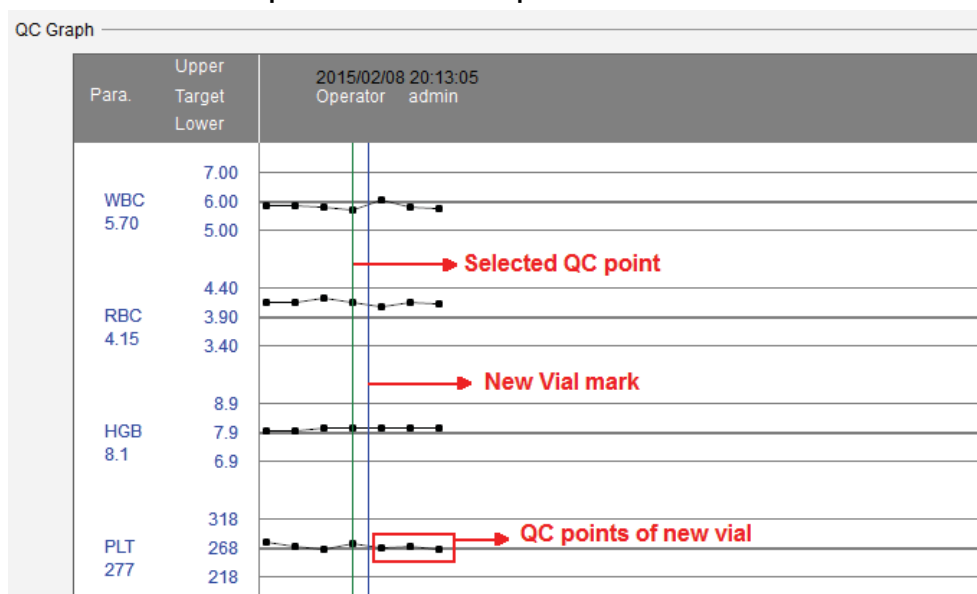 QC Graph
Upper
2015/02/08 20:13:05
Para. Target Operator admin
Lower
7.00
WBC 6.00
5.70 5.00
Selected QC point
4.40
RBC 3.90
4.15 3.40
New Vial mark
8.9
HGB 7.9
8.1 6.9
318
QC points of new vial
PLT 268
277 218